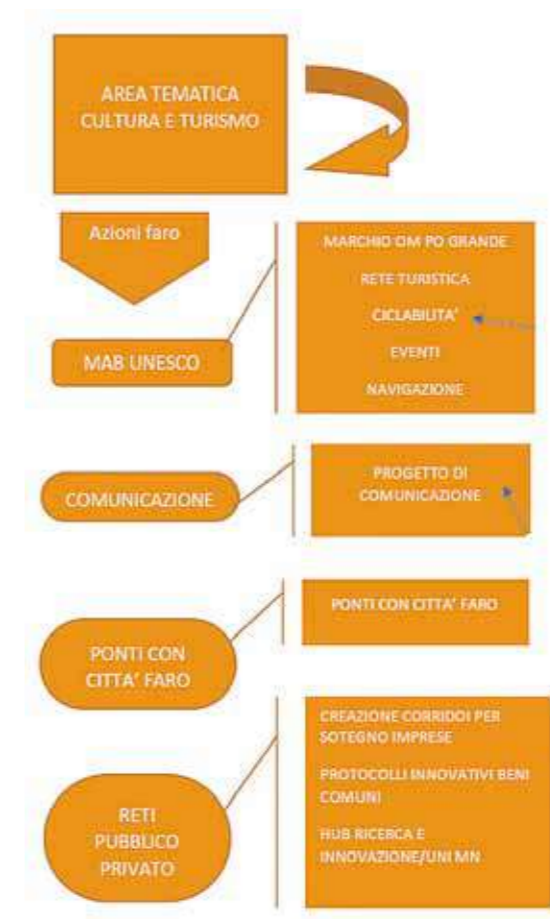 AREA TEMATICA
CULTURA E TURISMO
Azioni faro
MAB UNESCO
MARCHIO OM PO GRANDE
RETE TURISTICA
CICLABILITA'
EVENTI
NAVIGAZIONE
COMUNICAZIONE
PROGETTO DI
COMUNICAZIONE
PONTI CON
CITTA' FARO
PONTI CON CITTA' FARO
RETI
PUBBLICO
PRIVATO
CREAZIONE CORRIDOI PER
SOTEGNO IMPRESE
PROTOCOLLI INNOVATIVI BENI
COMUNI
HUB RICERCA E
INNOVAZIONE/UNI MN